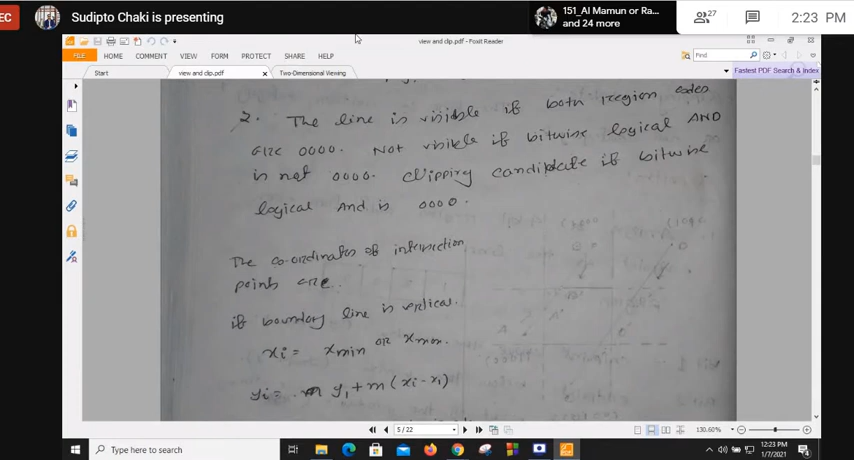 EC
Sudipto Chaki is presenting
151_Al Mamun or Ra...
and 24 more
27
2:23 PM
view and clip.pdf - Foxit Reader
FILE HOME COMMENT VIEW FORM PROTECT SHARE HELP
Find
Start view and clip.pdf Two-Dimensional Viewing
Fastest PDF Search & Index
2. The line is visible if both region codes
are 0000. Not visible if bitwise logical AND
is not 0000. Clipping candidate if bitwise
logical And is 0000.
The co-ordinates of intersection
points are.
if boundary line is vertical.
xi = xmin or xmax.
yi = y1 + m (xi - x1)
5 / 22
130.60%
Type here to search
12:23 PM
1/7/2021